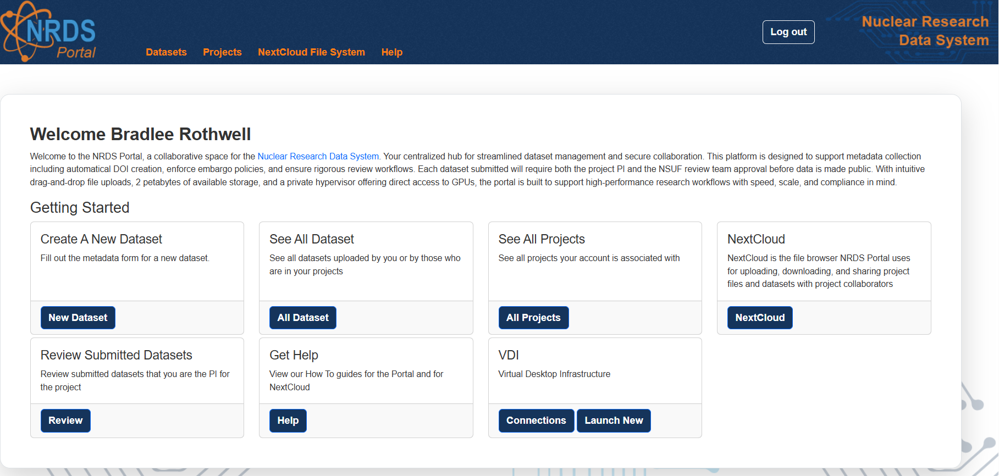 NRDS
Portal
Datasets
Projects
NextCloud File System
Help
Log out
Nuclear Research
Data System
Welcome Bradlee Rothwell
Welcome to the NRDS Portal, a collaborative space for the Nuclear Research Data System. Your centralized hub for streamlined dataset management and secure collaboration. This platform is designed to support metadata collection
including automatical DOI creation, enforce embargo policies, and ensure rigorous review workflows. Each dataset submitted will require both the project PI and the NSUF review team approval before data is made public. With intuitive
drag-and-drop file uploads, 2 petabytes of available storage, and a private hypervisor offering direct access to GPUs, the portal is built to support high-performance research workflows with speed, scale, and compliance in mind.
Getting Started
Create A New Dataset
Fill out the metadata form for a new dataset.
New Dataset
See All Dataset
See all datasets uploaded by you or by those who
are in your projects
All Dataset
See All Projects
See all projects your account is associated with
All Projects
NextCloud
NextCloud is the file browser NRDS Portal uses
for uploading, downloading, and sharing project
files and datasets with project collaborators
NextCloud
Review Submitted Datasets
Review submitted datasets that you are the PI for
the project
Review
Get Help
View our How To guides for the Portal and for
NextCloud
Help
VDI
Virtual Desktop Infrastructure
Connections
Launch New